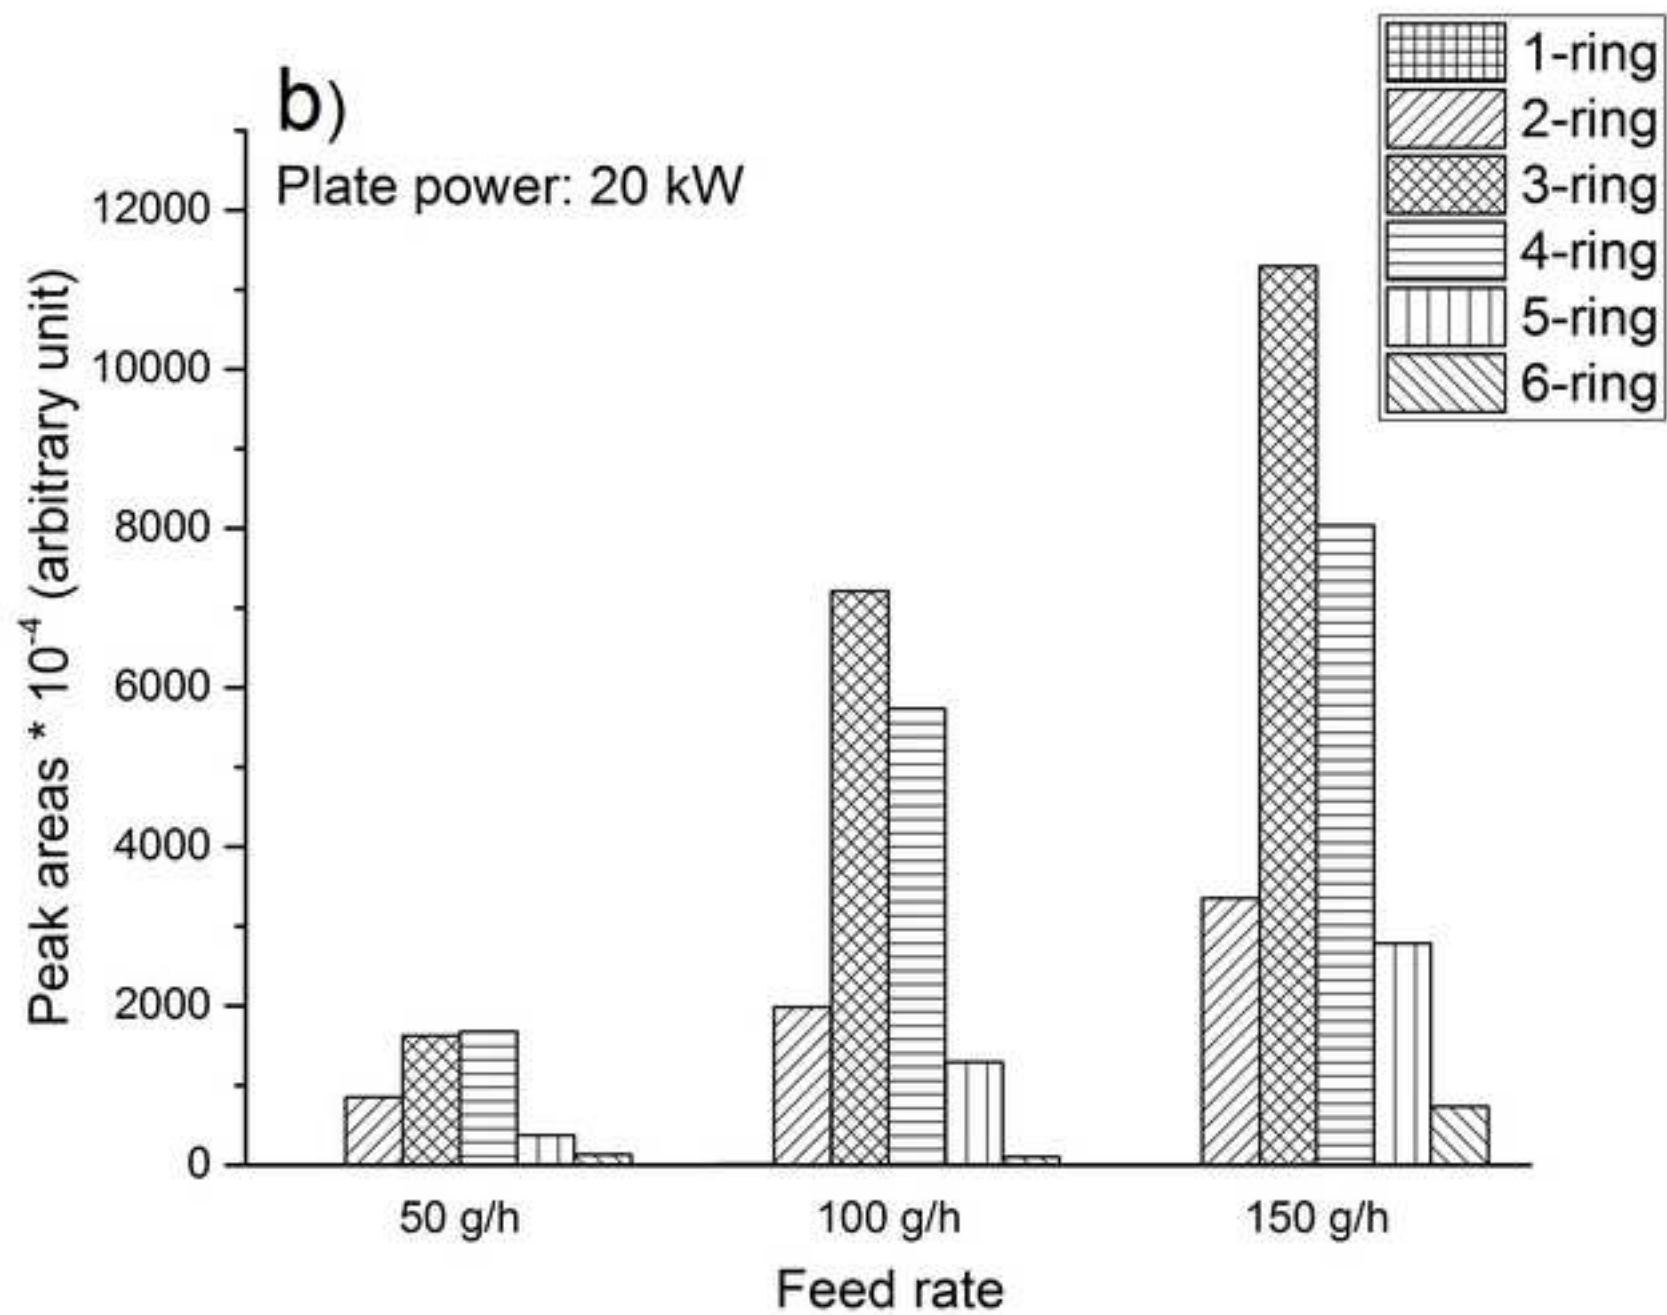 b)
Plate power: 20 kW
1-ring
2-ring
3-ring
4-ring
5-ring
6-ring
Peak areas * 10⁻⁴ (arbitrary unit)
12000
10000
8000
6000
4000
2000
0
50 g/h
100 g/h
150 g/h
Feed rate